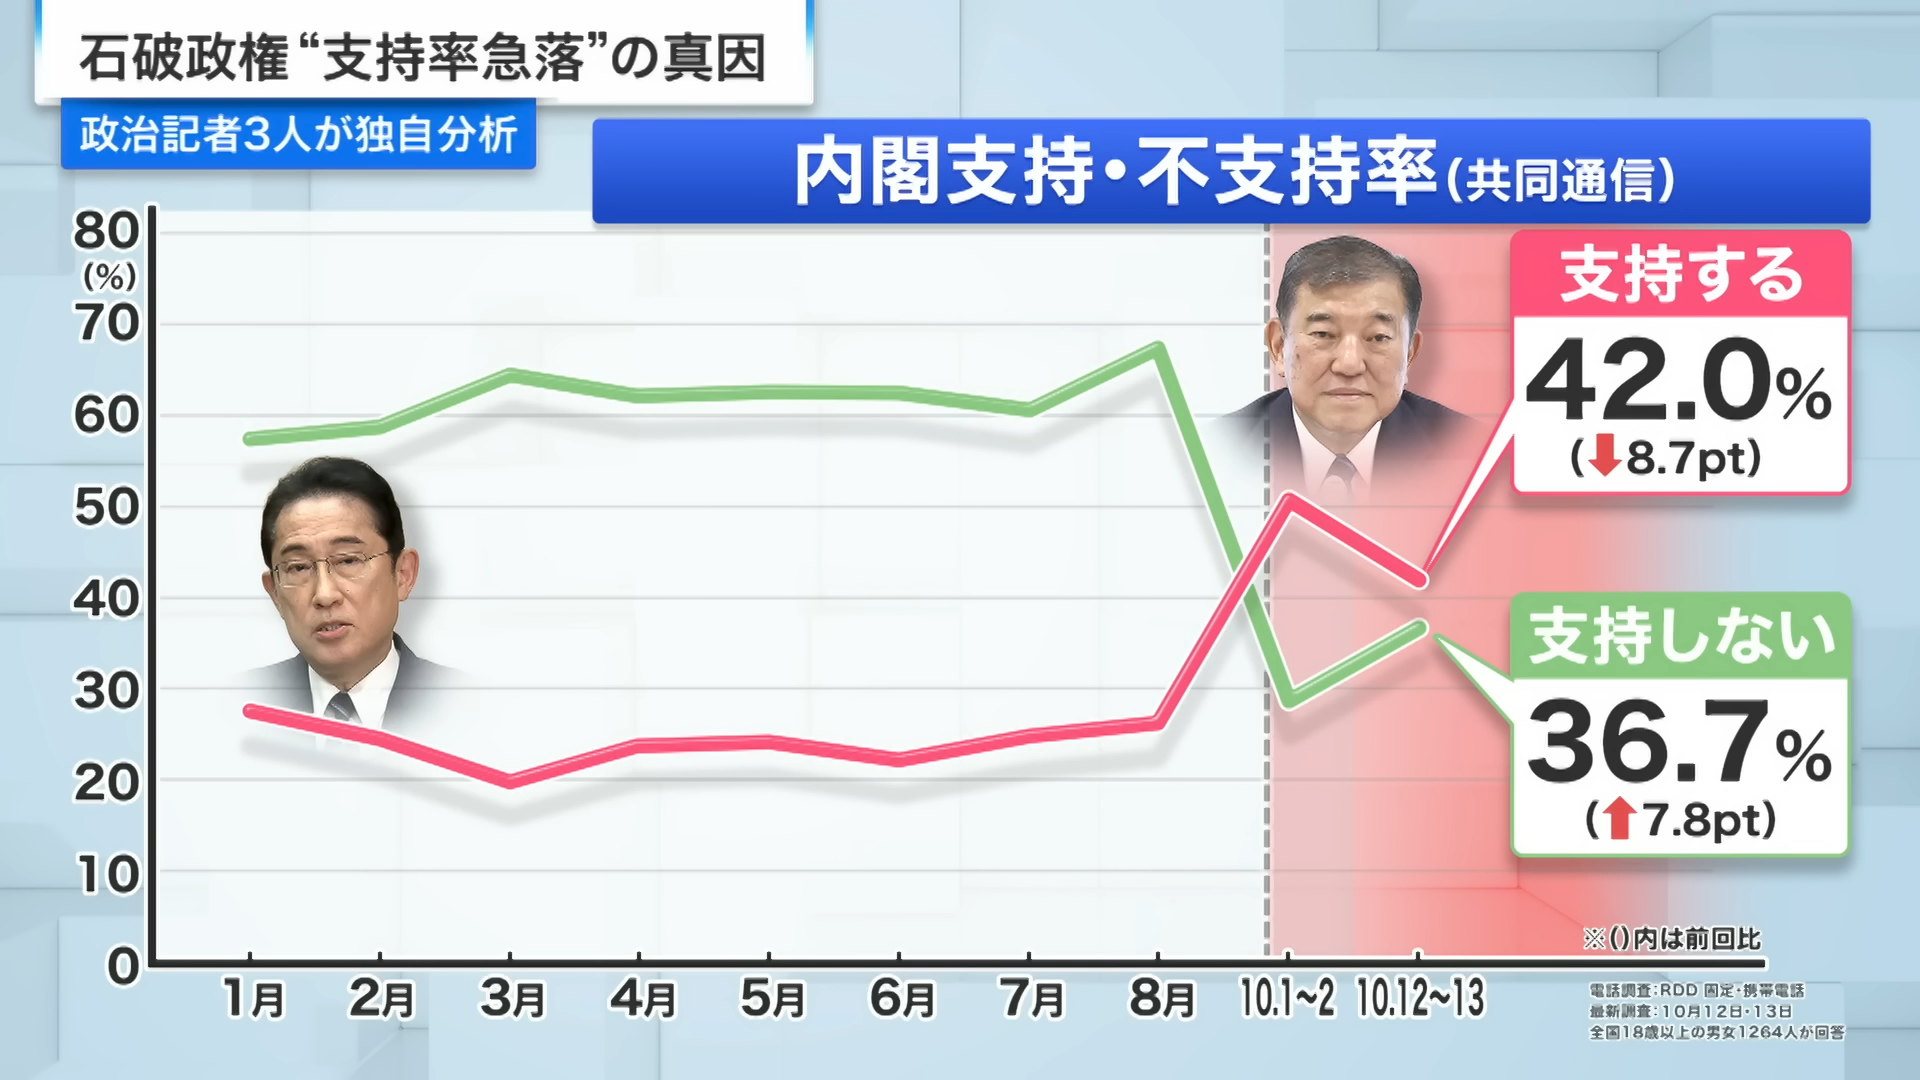 石破政権“支持率急落”の真因
政治記者3人が独自分析
内閣支持・不支持率(共同通信)
80
(%)
70
60
50
40
30
20
10
0
1月 2月 3月 4月 5月 6月 7月 8月 10.1~2 10.12~13
支持する
42.0%
(⬇8.7pt)
支持しない
36.7%
(⬆7.8pt)
※()内は前回比
電話調査:RDD 固定・携帯電話
最新調査:10月12日・13日
全国18歳以上の男女1264人が回答